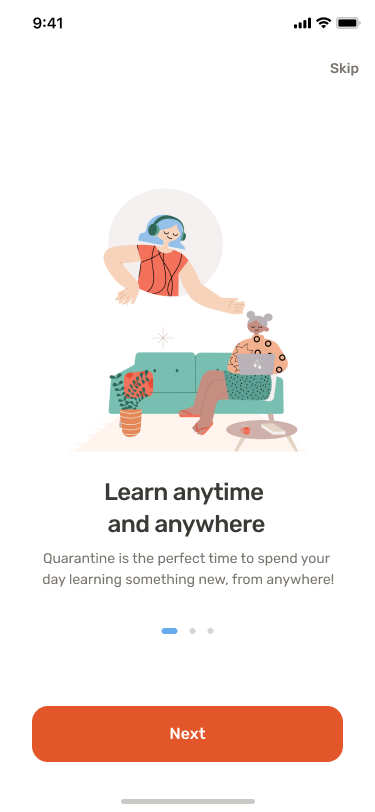 9:41
Skip
Learn anytime
and anywhere
Quarantine is the perfect time to spend your
day learning something new, from anywhere!
Next